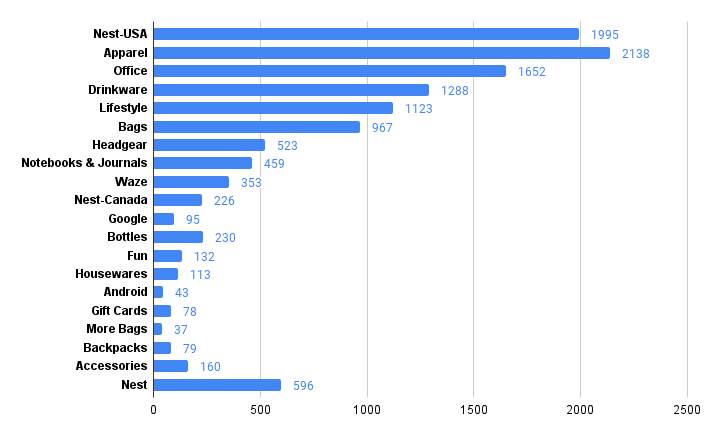 Nest-USA 1995
Apparel 2138
Office 1652
Drinkware 1288
Lifestyle 1123
Bags 967
Headgear 523
Notebooks & Journals 459
Waze 353
Nest-Canada 226
Google 95
Bottles 230
Fun 132
Housewares 113
Android 43
Gift Cards 78
More Bags 37
Backpacks 79
Accessories 160
Nest 596
0 500 1000 1500 2000 2500